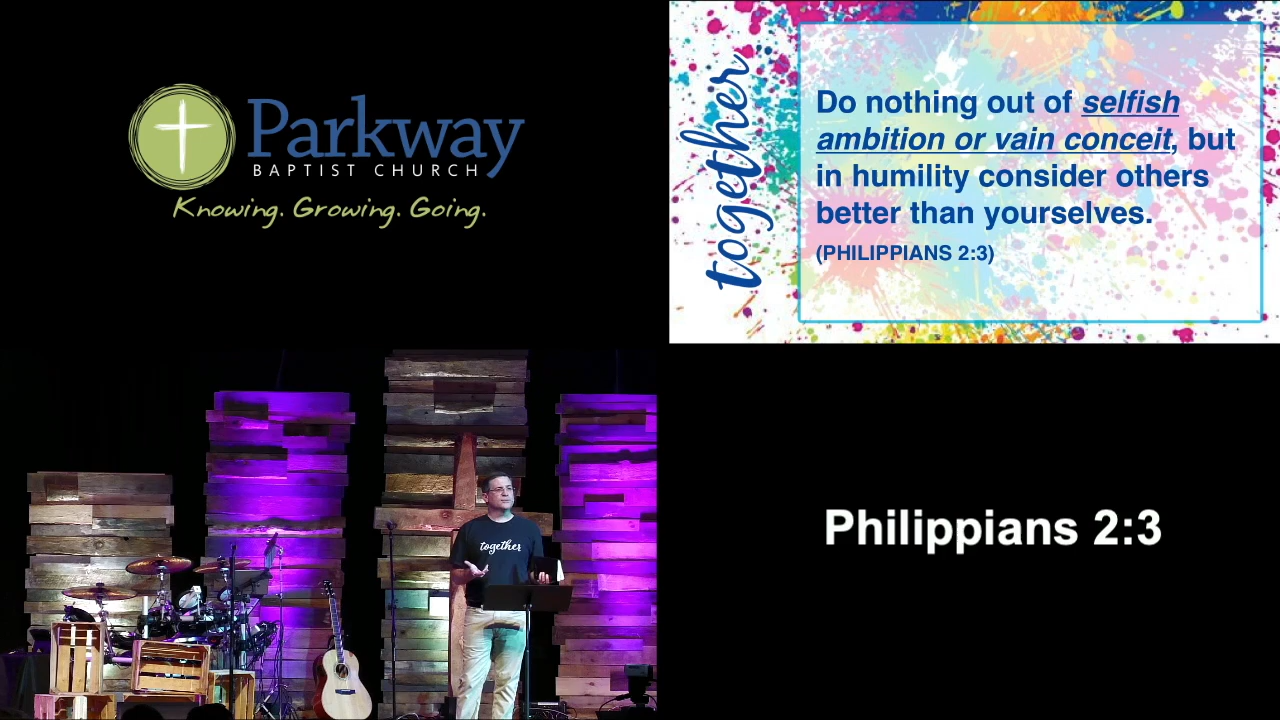 Parkway
BAPTIST CHURCH
Knowing. Growing. Going.
together
Do nothing out of selfish
ambition or vain conceit, but
in humility consider others
better than yourselves.
(PHILIPPIANS 2:3)
together
Philippians 2:3